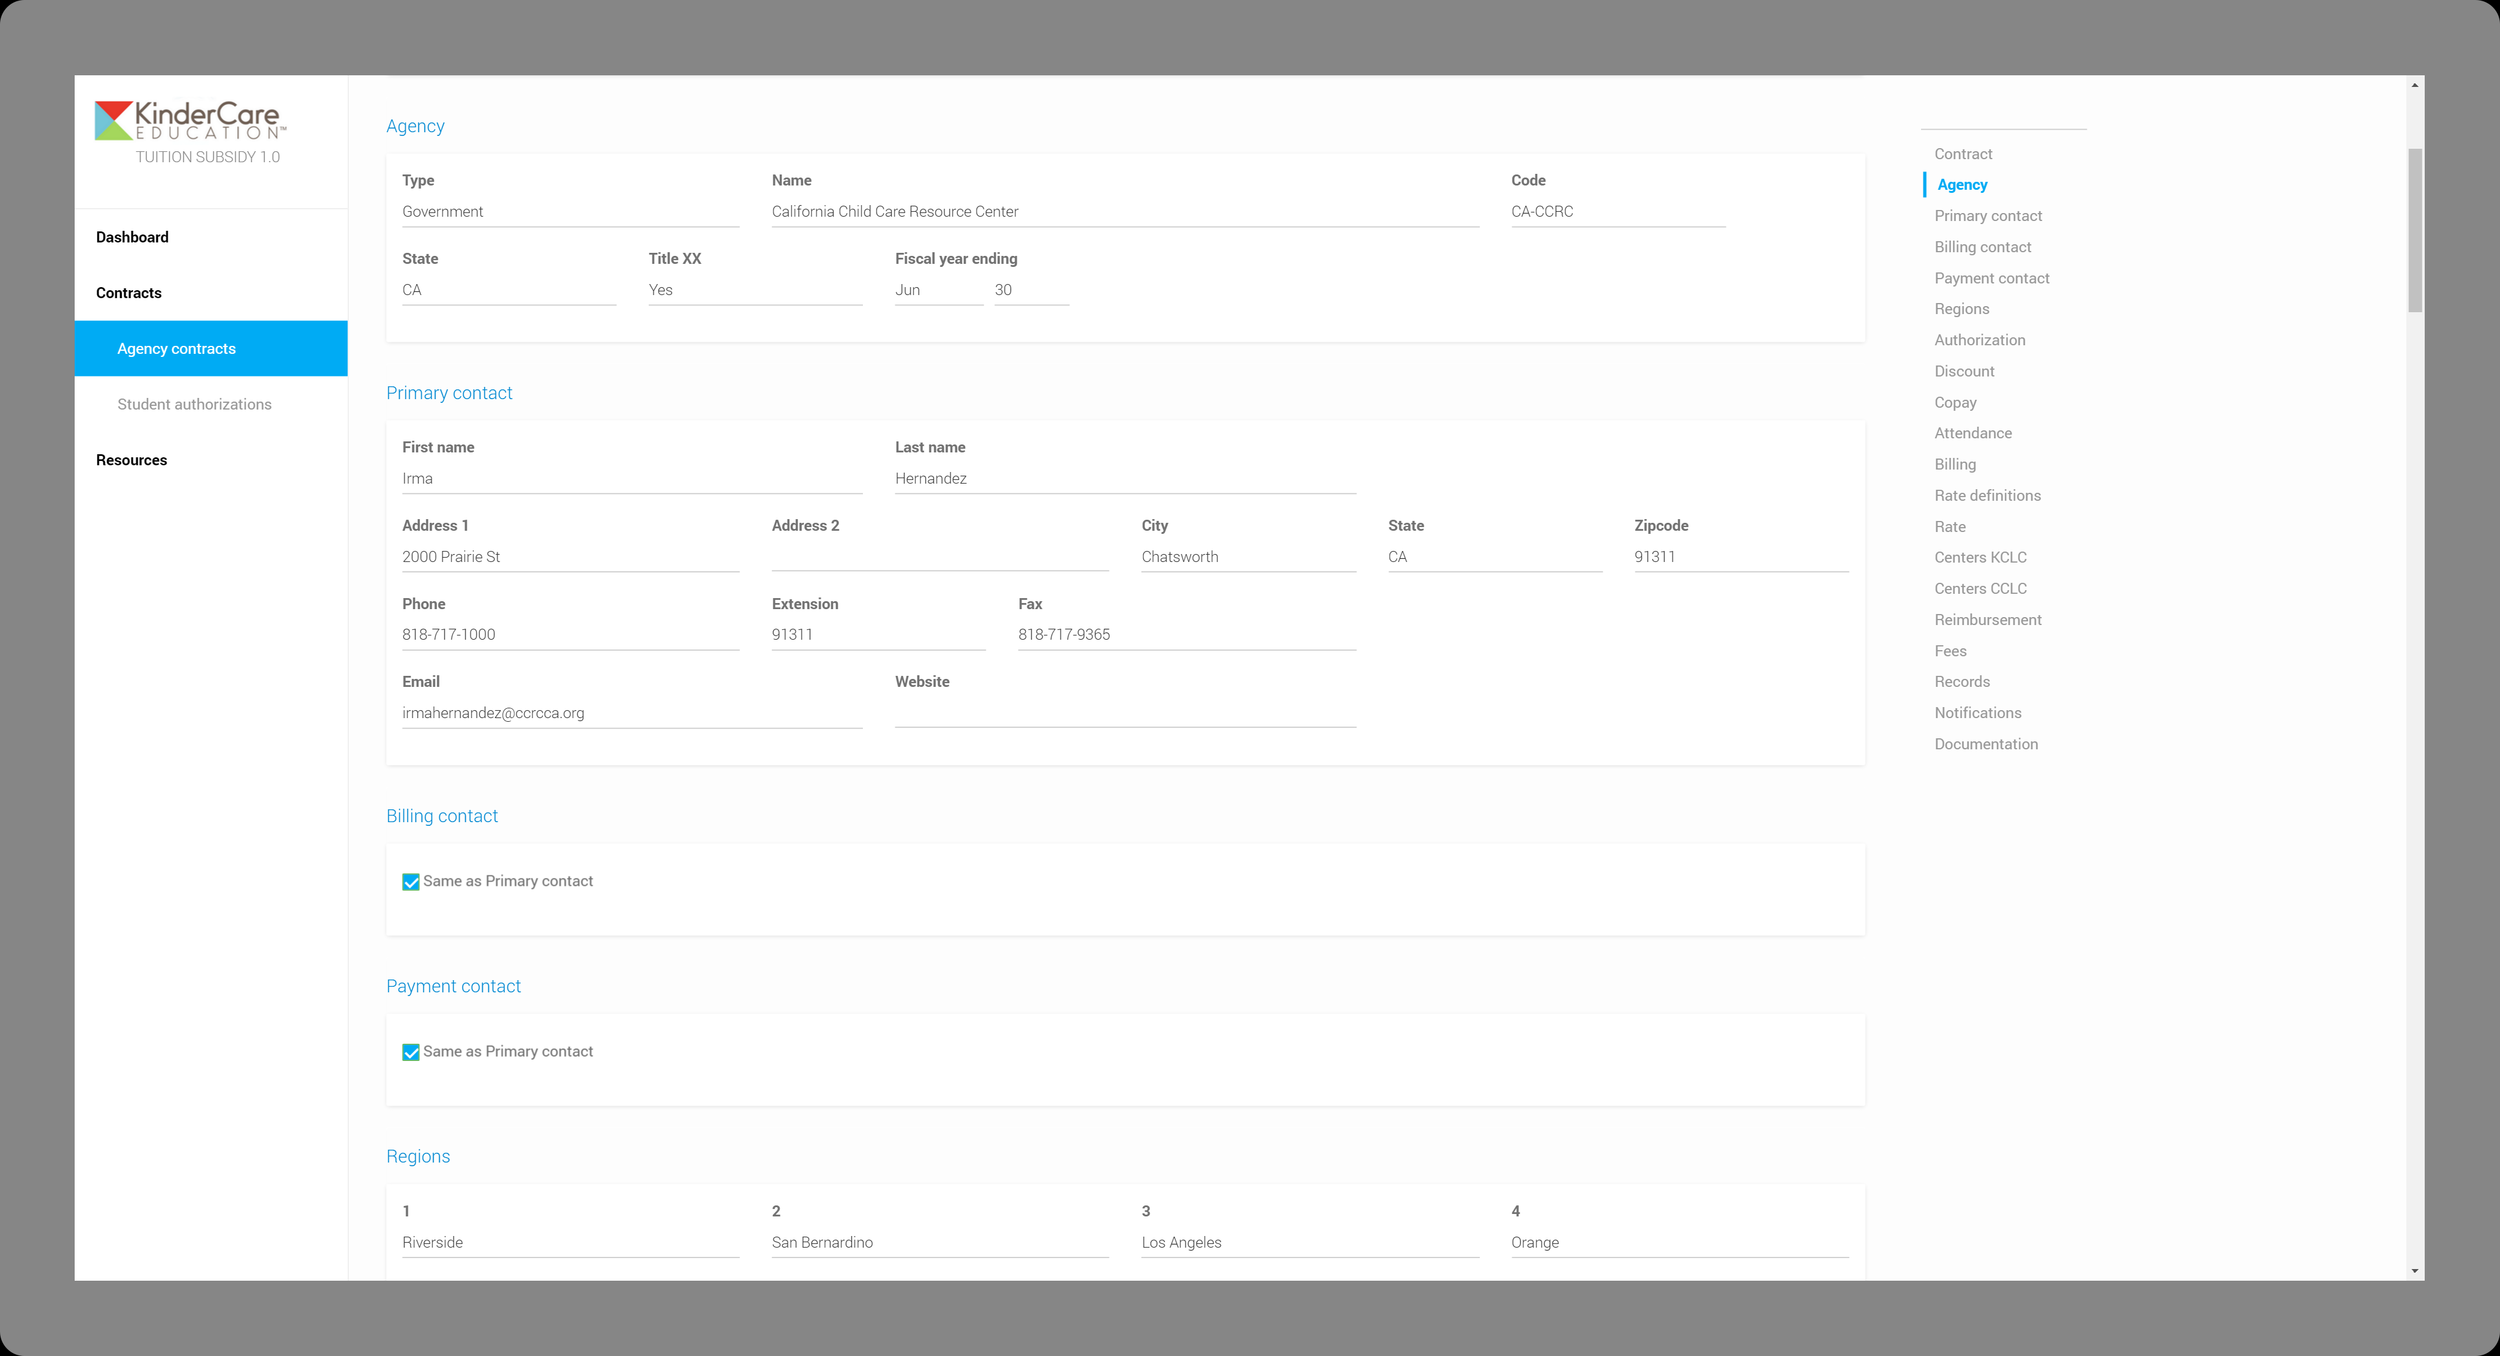 KinderCare
EDUCATION™
TUITION SUBSIDY 1.0
Dashboard
Contracts
Agency contracts
Student authorizations
Resources
Agency
Type Name Code
Government California Child Care Resource Center CA-CCRC
State Title XX Fiscal year ending
CA Yes Jun 30
Primary contact
First name Last name
Irma Hernandez
Address 1 Address 2 City State Zipcode
2000 Prairie St Chatsworth CA 91311
Phone Extension Fax
818-717-1000 91311 818-717-9365
Email Website
irmahernandez@ccrcca.org
Billing contact
Same as Primary contact
Payment contact
Same as Primary contact
Regions
1 2 3 4
Riverside San Bernardino Los Angeles Orange
Contract
Agency
Primary contact
Billing contact
Payment contact
Regions
Authorization
Discount
Copay
Attendance
Billing
Rate definitions
Rate
Centers KCLC
Centers CCLC
Reimbursement
Fees
Records
Notifications
Documentation